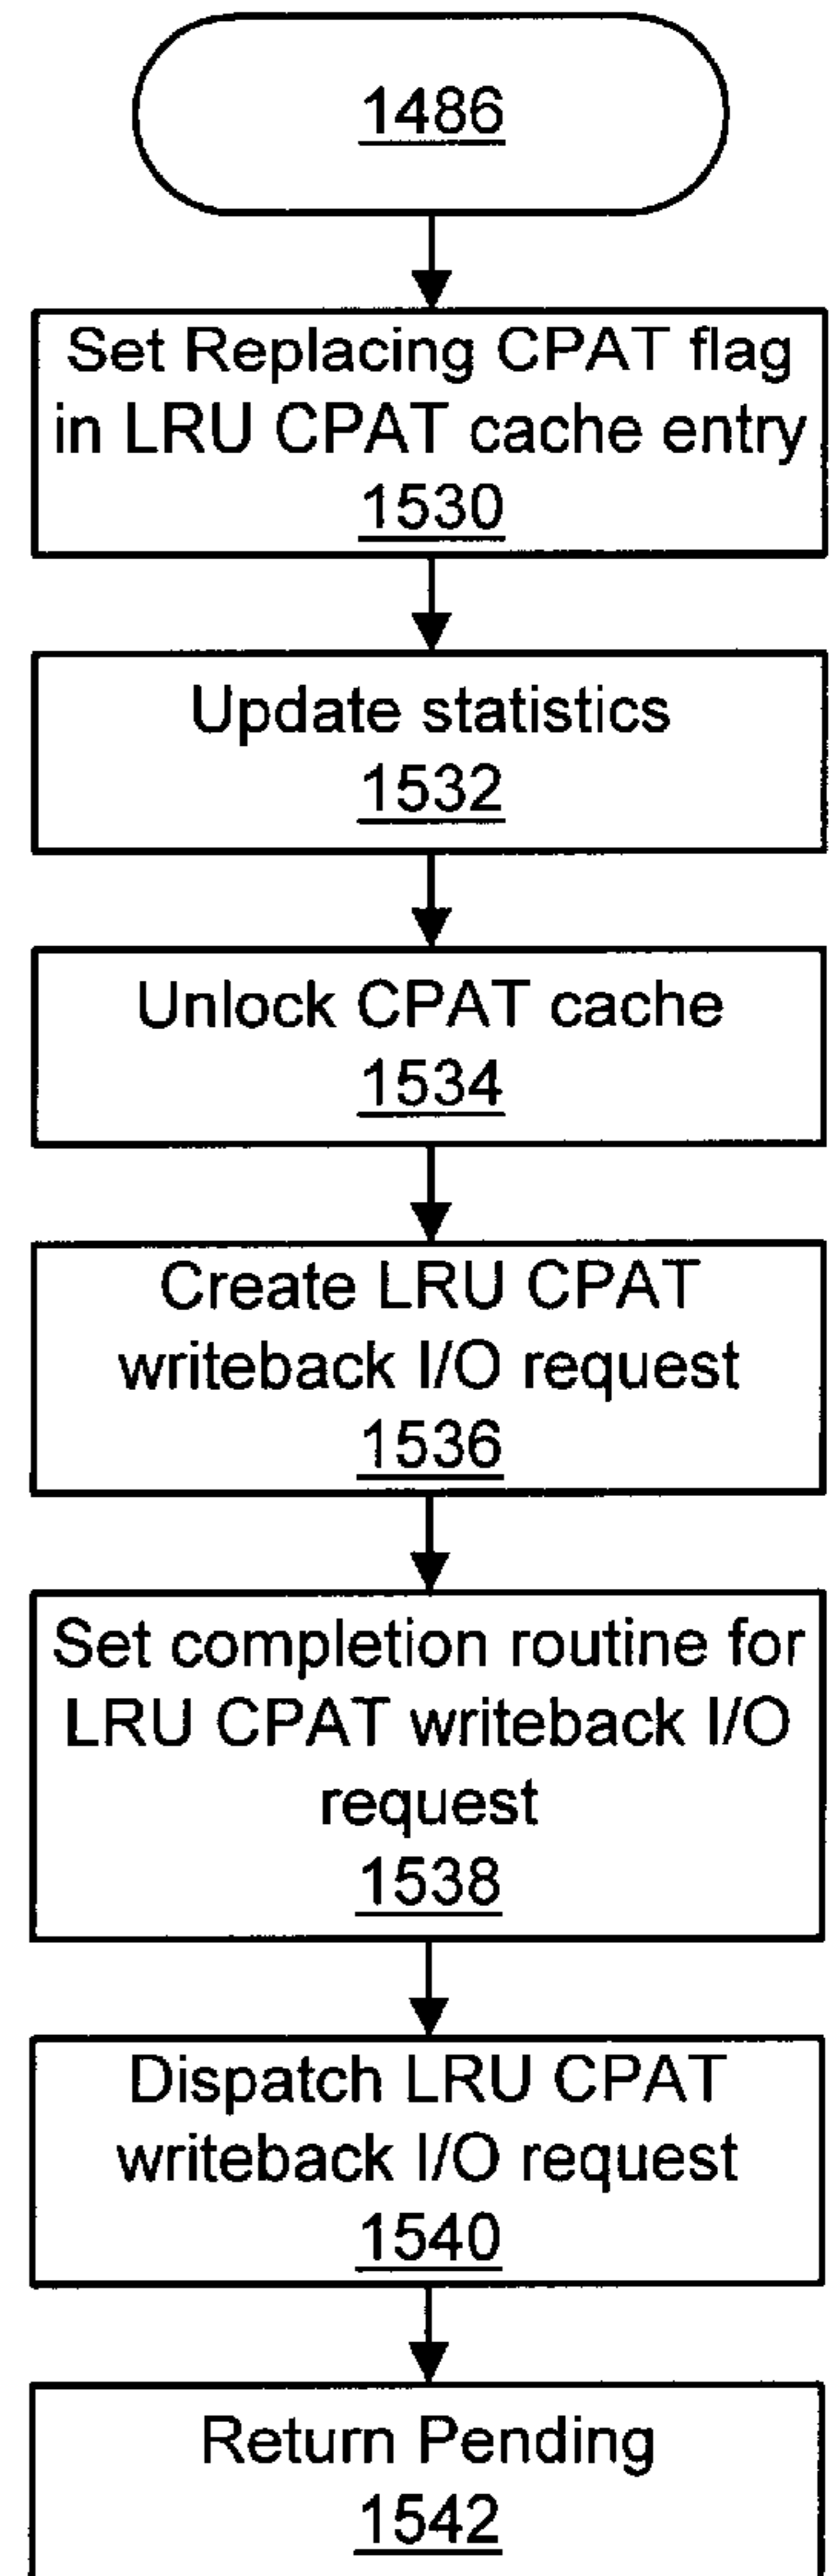 1486
Set Replacing CPAT flag
in LRU CPAT cache entry
1530
Update statistics
1532
Unlock CPAT cache
1534
Create LRU CPAT
writeback I/O request
1536
Set completion routine for
LRU CPAT writeback I/O
request
1538
Dispatch LRU CPAT
writeback I/O request
1540
Return Pending
1542